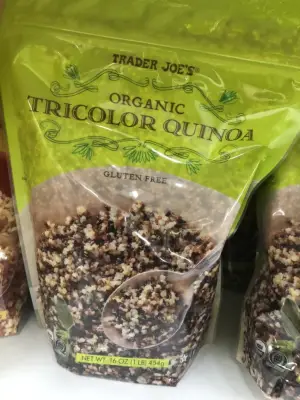 TRADER JOE'S
ORGANIC
TRICOLOR QUINOA
GLUTEN FREE
NET WT. 16 OZ (1 LB) 454g